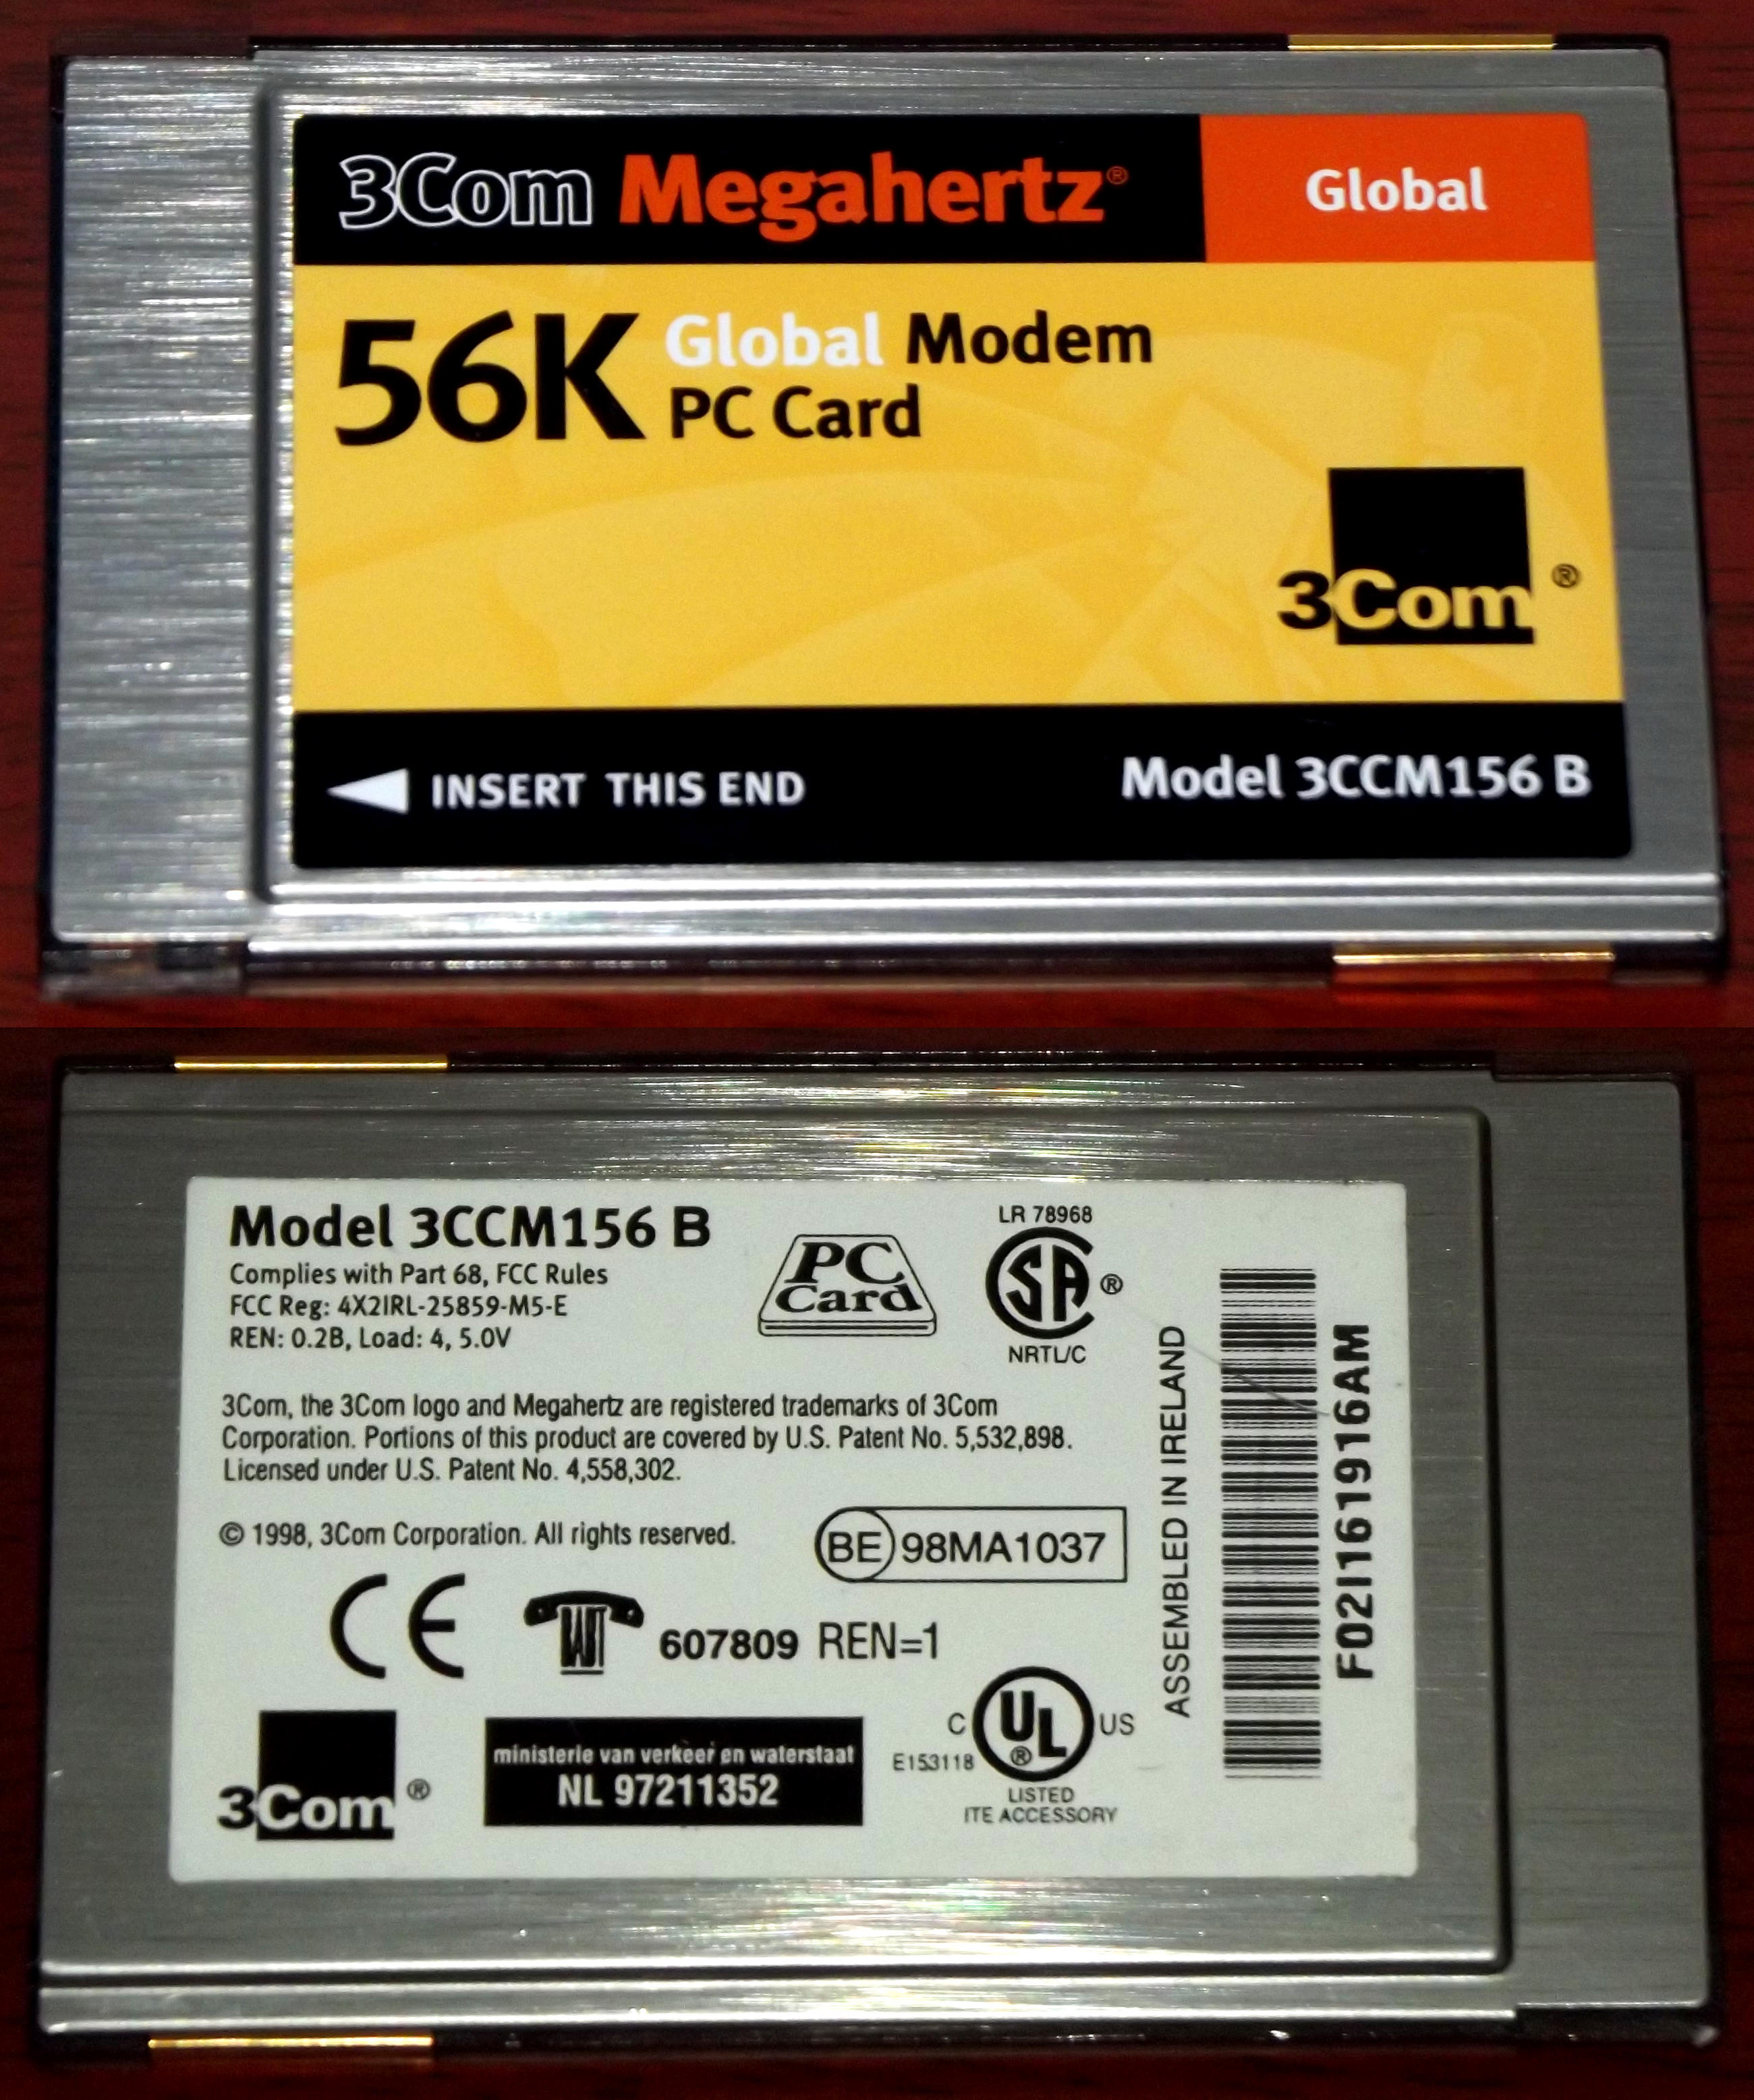 3Com Megahertz®
Global
56K Global Modem
PC Card
3Com ®
INSERT THIS END
Model 3CCM156 B
Model 3CCM156 B
Complies with Part 68, FCC Rules
FCC Reg: 4X2IRL-25859-M5-E
REN: 0.2B, Load: 4, 5.0V
PC
Card
LR 78968
SA ®
NRTL/C
3Com, the 3Com logo and Megahertz are registered trademarks of 3Com
Corporation. Portions of this product are covered by U.S. Patent No. 5,532,898.
Licensed under U.S. Patent No. 4,558,302.
© 1998, 3Com Corporation. All rights reserved.
BE 98MA1037
CE
BABT
607809 REN=1
3Com ®
ministerie van verkeer en waterstaat
NL 97211352
C UL ® US
E153118
LISTED
ITE ACCESSORY
ASSEMBLED IN IRELAND
F02I1619916AM